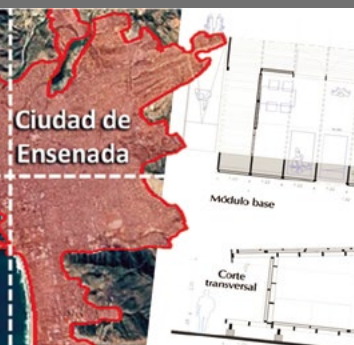 Ciudad de
Ensenada
Módulo base
Corte
transversal